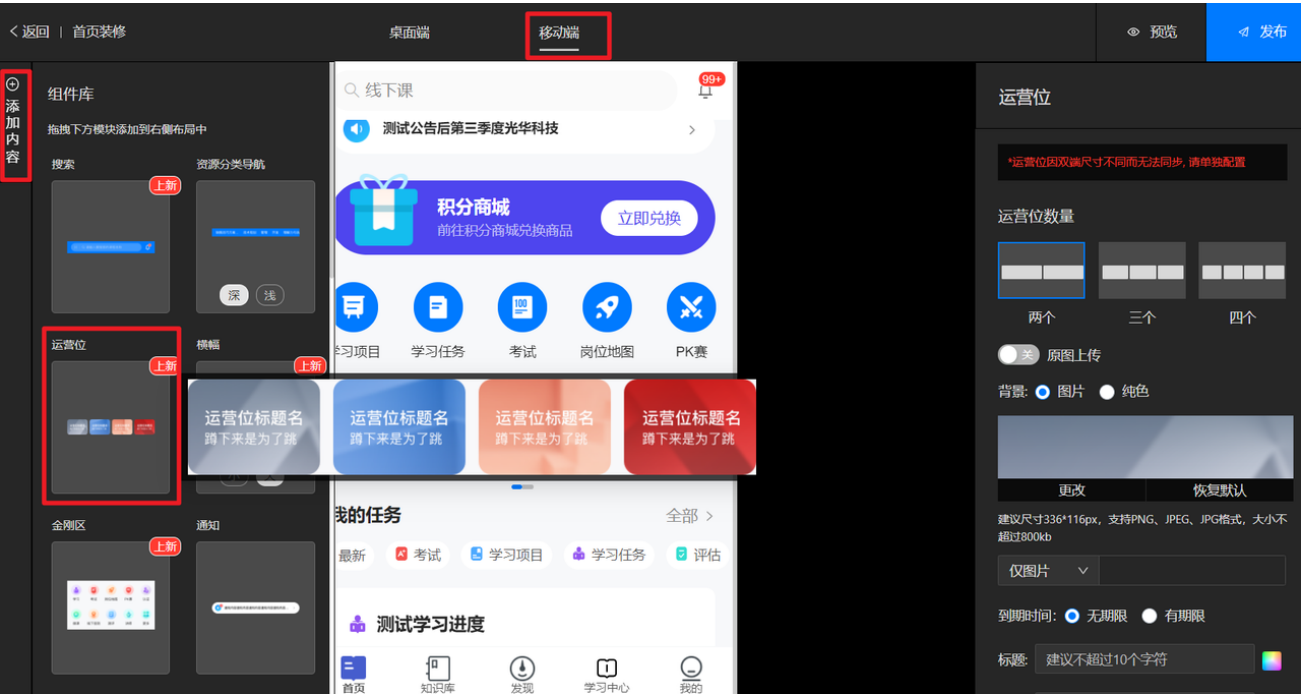 返回 | 首页装修
桌面端
移动端
预览
发布
添加内容
组件库
拖拽下方模块添加到右侧布局中
搜索
上新
资源分类导航
深
浅
运营位
上新
横幅
上新
金刚区
上新
通知
线下课
99+
测试公告后第三季度光华科技
积分商城
前往积分商城兑换商品
立即兑换
学习项目
学习任务
考试
岗位地图
PK赛
运营位标题名
蹲下来是为了跳
运营位标题名
蹲下来是为了跳
运营位标题名
蹲下来是为了跳
运营位标题名
蹲下来是为了跳
我的任务
全部
最新
考试
学习项目
学习任务
评估
测试学习进度
首页
知识库
发现
学习中心
我的
运营位
*运营位因双端尺寸不同而无法同步, 请单独配置
运营位数量
两个
三个
四个
关
原图上传
背景:
图片
纯色
更改
恢复默认
建议尺寸336*116px，支持PNG、JPEG、JPG格式，大小不
超过800kb
仅图片
到期时间:
无期限
有期限
标题:
建议不超过10个字符